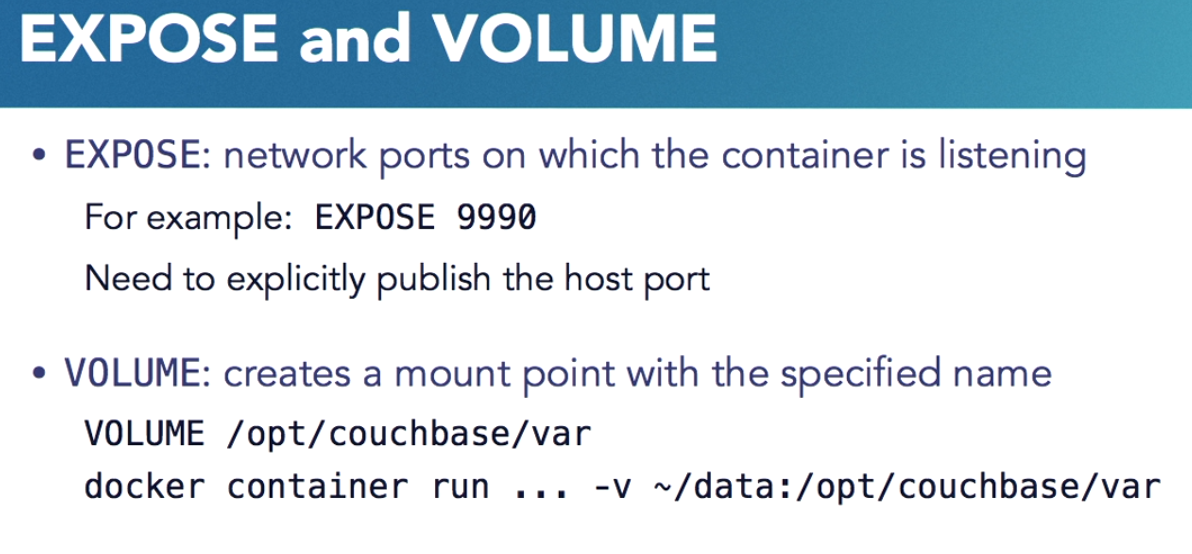 EXPOSE and VOLUME
• EXPOSE: network ports on which the container is listening
For example: EXPOSE 9990
Need to explicitly publish the host port
• VOLUME: creates a mount point with the specified name
VOLUME /opt/couchbase/var
docker container run ... -v ~/data:/opt/couchbase/var